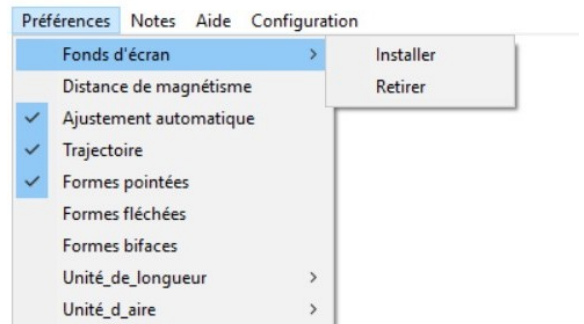 Préférences Notes Aide Configuration
Fonds d'écran > Installer
Distance de magnétisme Retirer
Ajustement automatique
Trajectoire
Formes pointées
Formes fléchées
Formes bifaces
Unité_de_longueur >
Unité_d_aire >